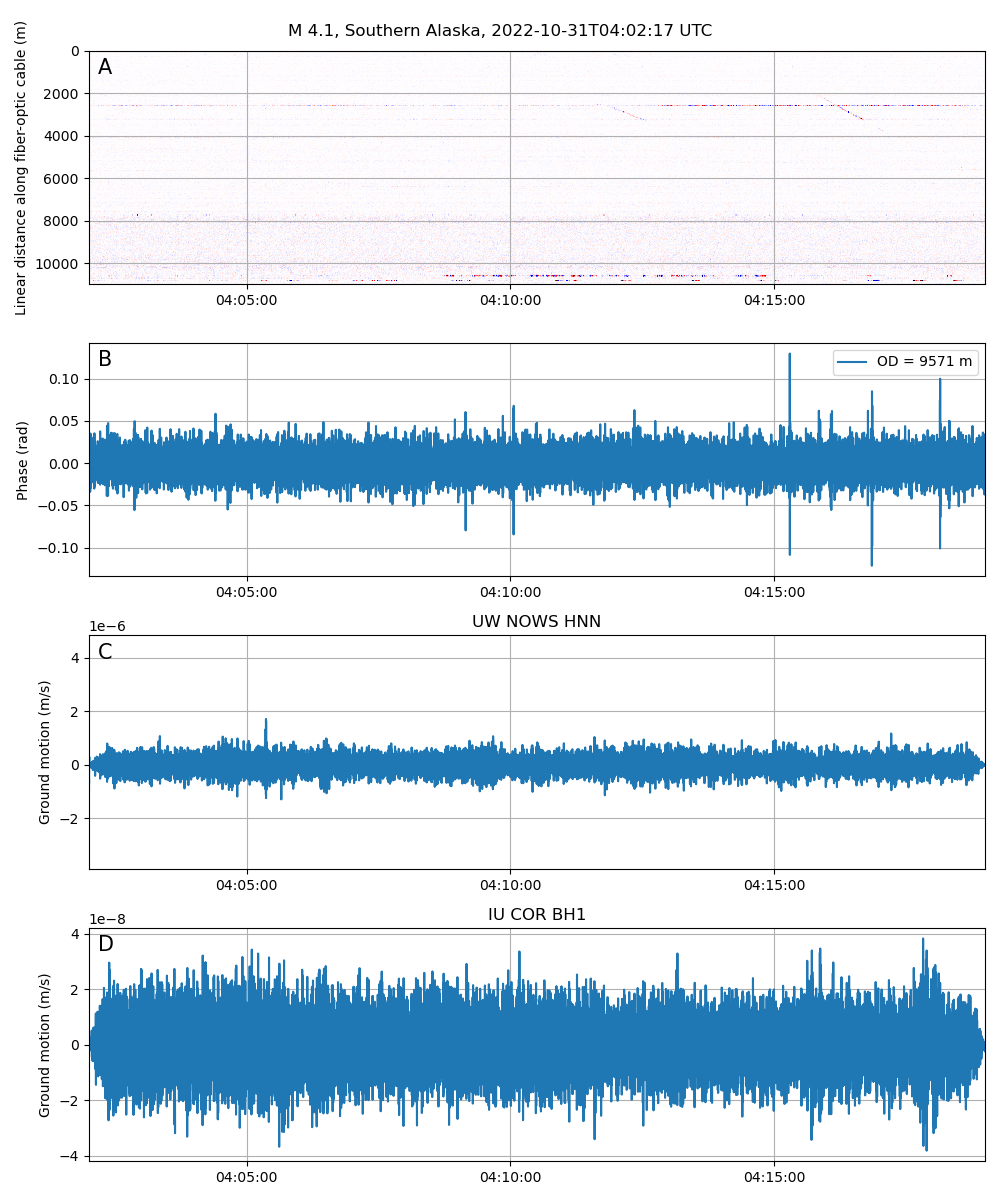 M 4.1, Southern Alaska, 2022-10-31T04:02:17 UTC
Linear distance along fiber-optic cable (m)
A
0
2000
4000
6000
8000
10000
04:05:00 04:10:00 04:15:00
Phase (rad)
B
OD = 9571 m
0.10
0.05
0.00
−0.05
−0.10
04:05:00 04:10:00 04:15:00
UW NOWS HNN
1e−6
Ground motion (m/s)
C
4
2
0
−2
04:05:00 04:10:00 04:15:00
IU COR BH1
1e−8
Ground motion (m/s)
D
4
2
0
−2
−4
04:05:00 04:10:00 04:15:00